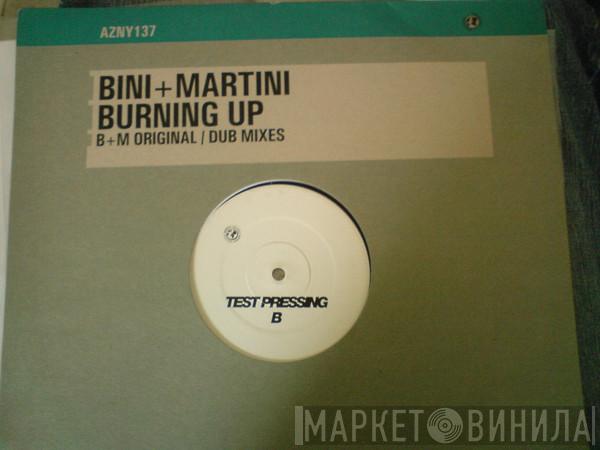 AZNY137
BINI+MARTINI
BURNING UP
B+M ORIGINAL / DUB MIXES
TEST PRESSING
B
МАРКЕТ ВИНИЛА